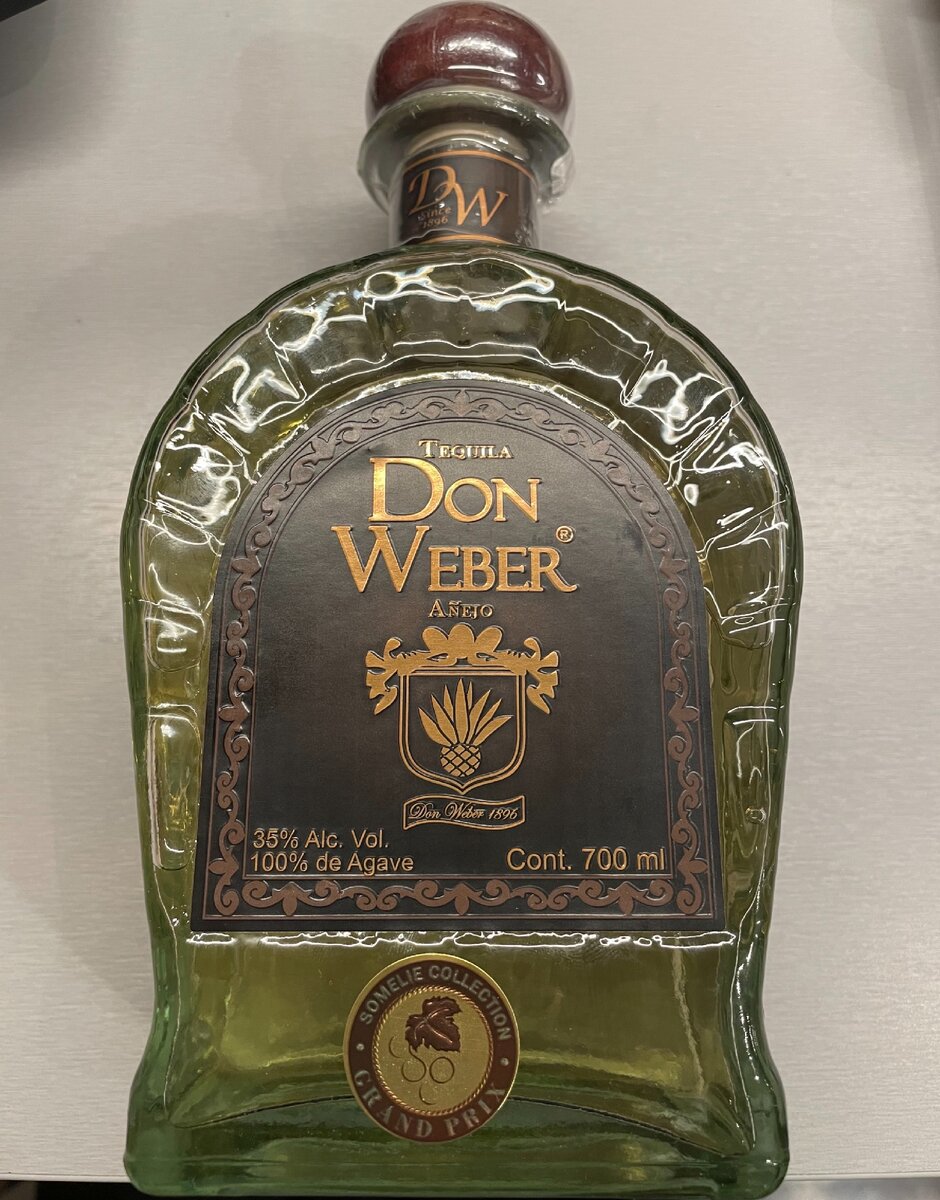 DW
Since
1896
TEQUILA
DON
WEBER®
AÑEJO
Don Weber 1896
35% Alc. Vol.
100% de Agave
Cont. 700 ml
SOMELIE COLLECTION
GRAND PRIX